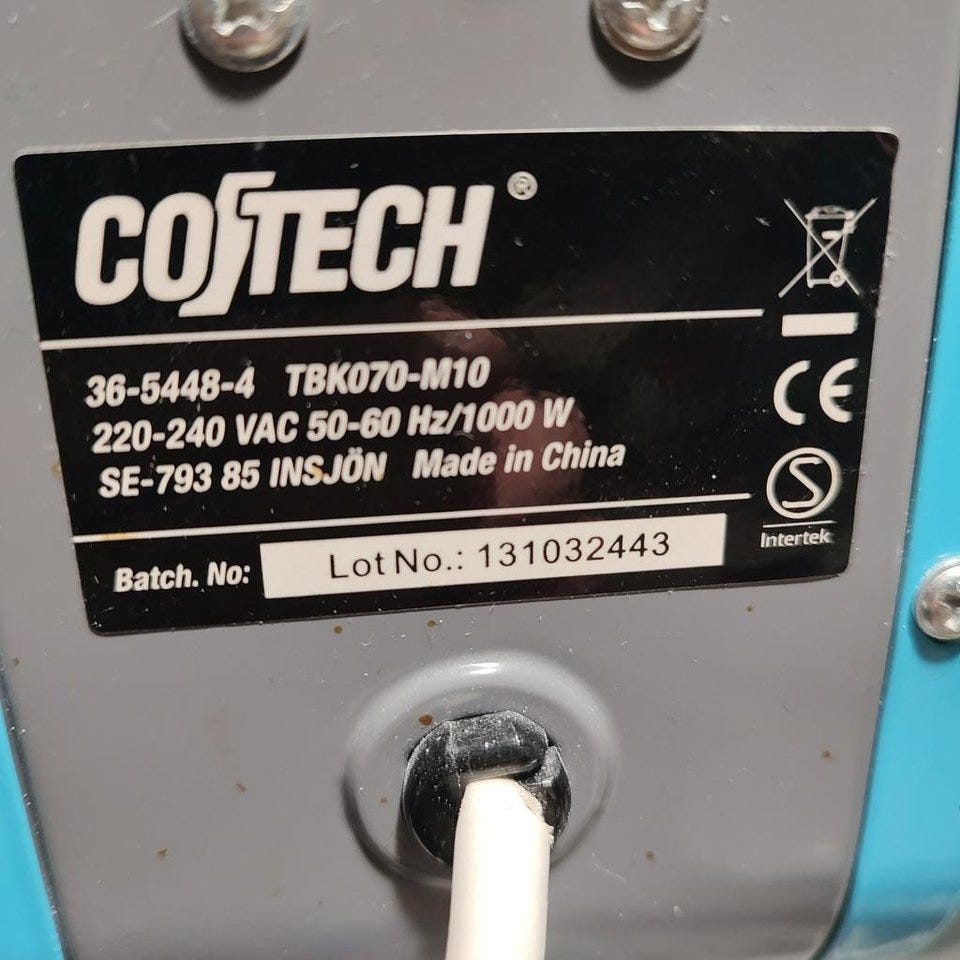 COSTECH®
36-5448-4 TBK070-M10
220-240 VAC 50-60 Hz/1000 W
SE-793 85 INSJÖN Made in China
CE
S
Intertek
Batch. No: Lot No.: 131032443